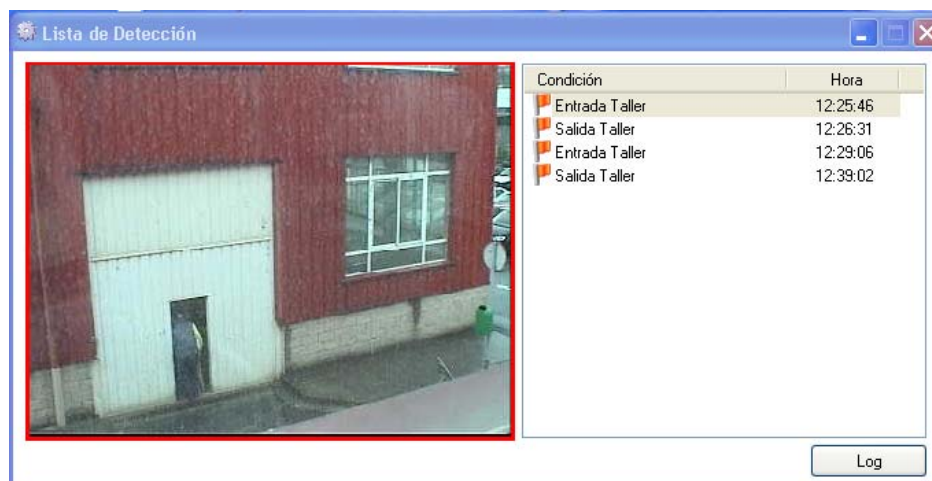 Lista de Detección
Condición Hora
Entrada Taller 12:25:46
Salida Taller 12:26:31
Entrada Taller 12:29:06
Salida Taller 12:39:02
Log